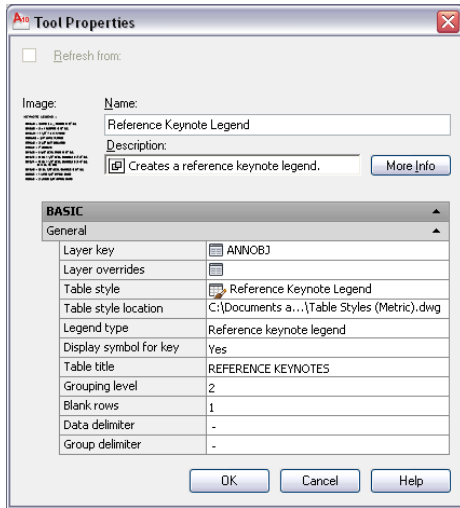 A10 Tool Properties
Refresh from:
Image:
Name:
Reference Keynote Legend
Description:
Creates a reference keynote legend.
More Info
BASIC
General
Layer key ANNOBJ
Layer overrides
Table style Reference Keynote Legend
Table style location C:\Documents a...\Table Styles (Metric).dwg
Legend type Reference keynote legend
Display symbol for key Yes
Table title REFERENCE KEYNOTES
Grouping level 2
Blank rows 1
Data delimiter -
Group delimiter -
OK Cancel Help